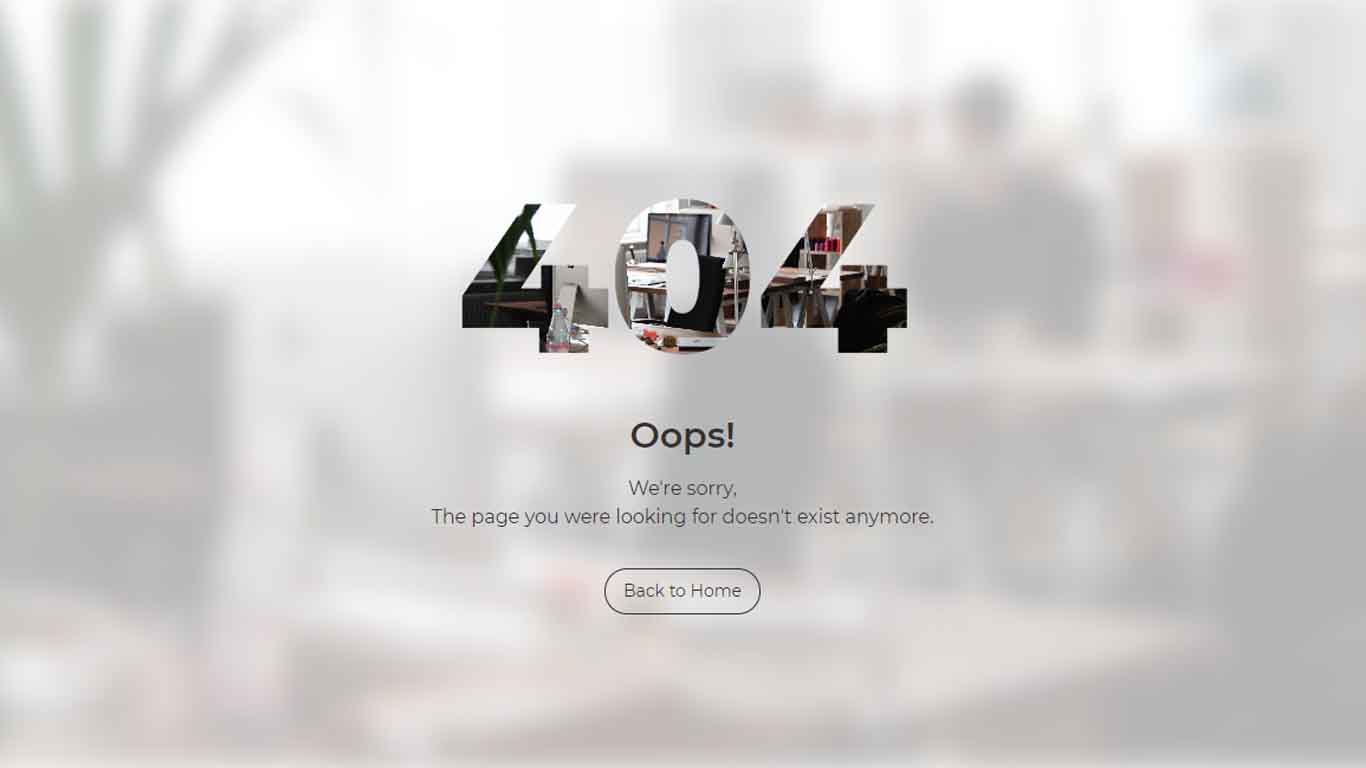 404
Oops!
We're sorry,
The page you were looking for doesn't exist anymore.
Back to Home